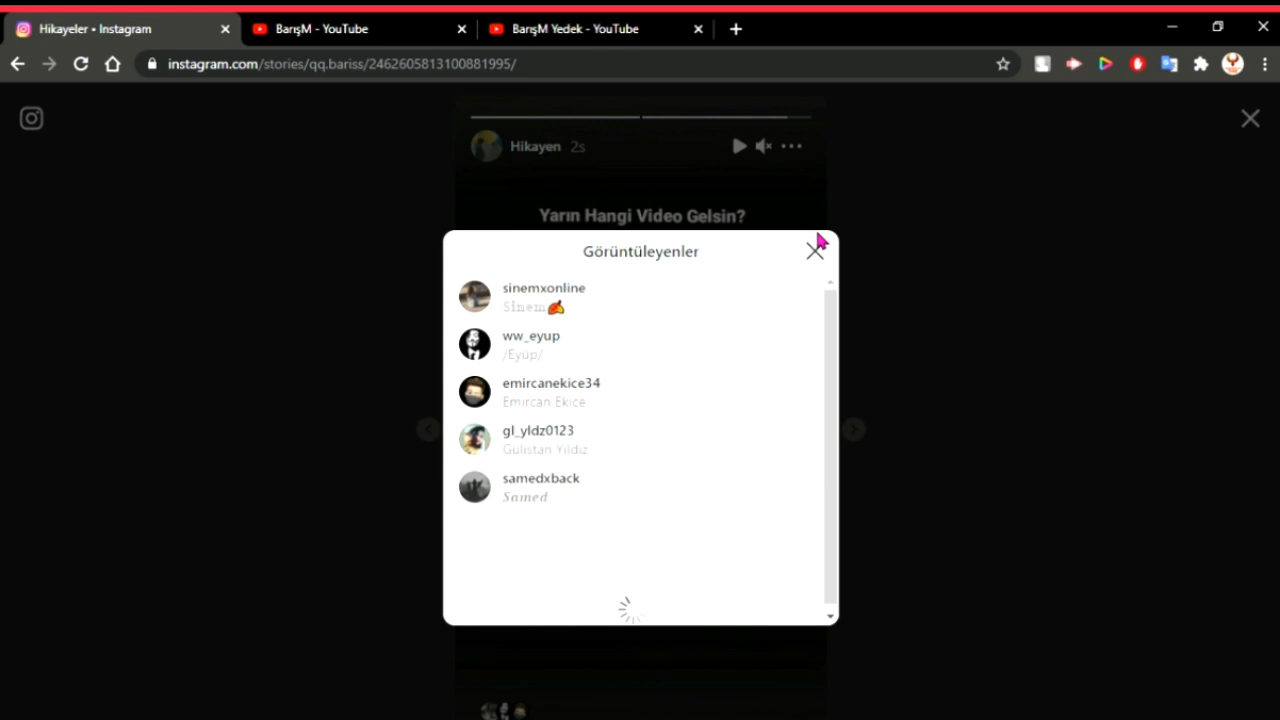 Hikayeler • Instagram
BarışM - YouTube
BarışM Yedek - YouTube
instagram.com/stories/qq.bariss/2462605813100881995/
Hikayen 2s
Yarın Hangi Video Gelsin?
Görüntüleyenler
sinemxonline
Sinem🍂
ww_eyup
/Eyüp/
emircanekice34
Emircan Ekice
gl_yldz0123
Gülistan Yıldız
samedxback
Samed